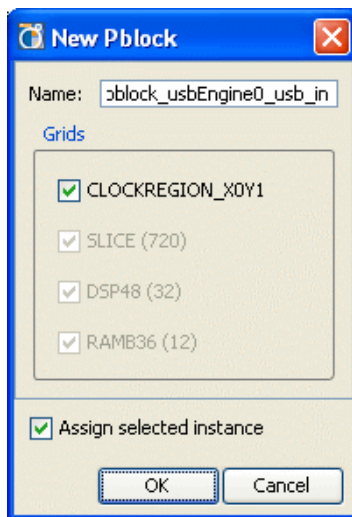 New Pblock
Name: pblock_usbEngine0_usb_in
Grids
CLOCKREGION_X0Y1
SLICE (720)
DSP48 (32)
RAMB36 (12)
Assign selected instance
OK Cancel